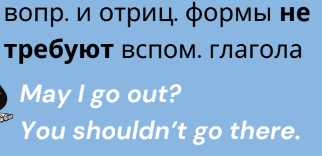 вопр. и отриц. формы не
требуют вспом. глагола
May I go out?
You shouldn’t go there.